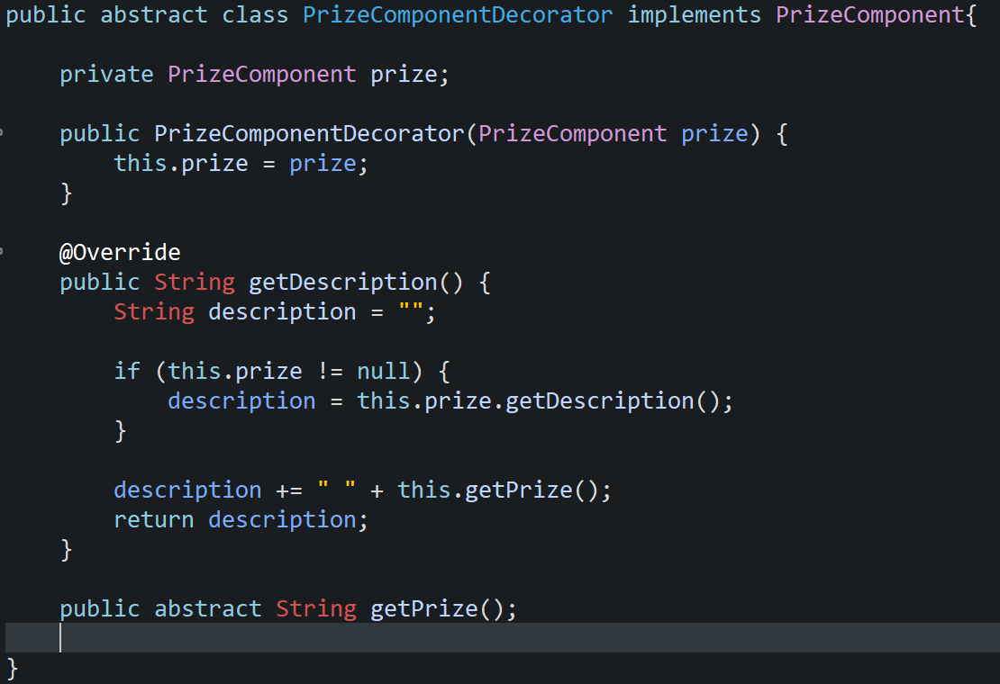 public abstract class PrizeComponentDecorator implements PrizeComponent{
private PrizeComponent prize;
public PrizeComponentDecorator(PrizeComponent prize) {
this.prize = prize;
}
@Override
public String getDescription() {
String description = "";
if (this.prize != null) {
description = this.prize.getDescription();
}
description += " " + this.getPrize();
return description;
}
public abstract String getPrize();
}